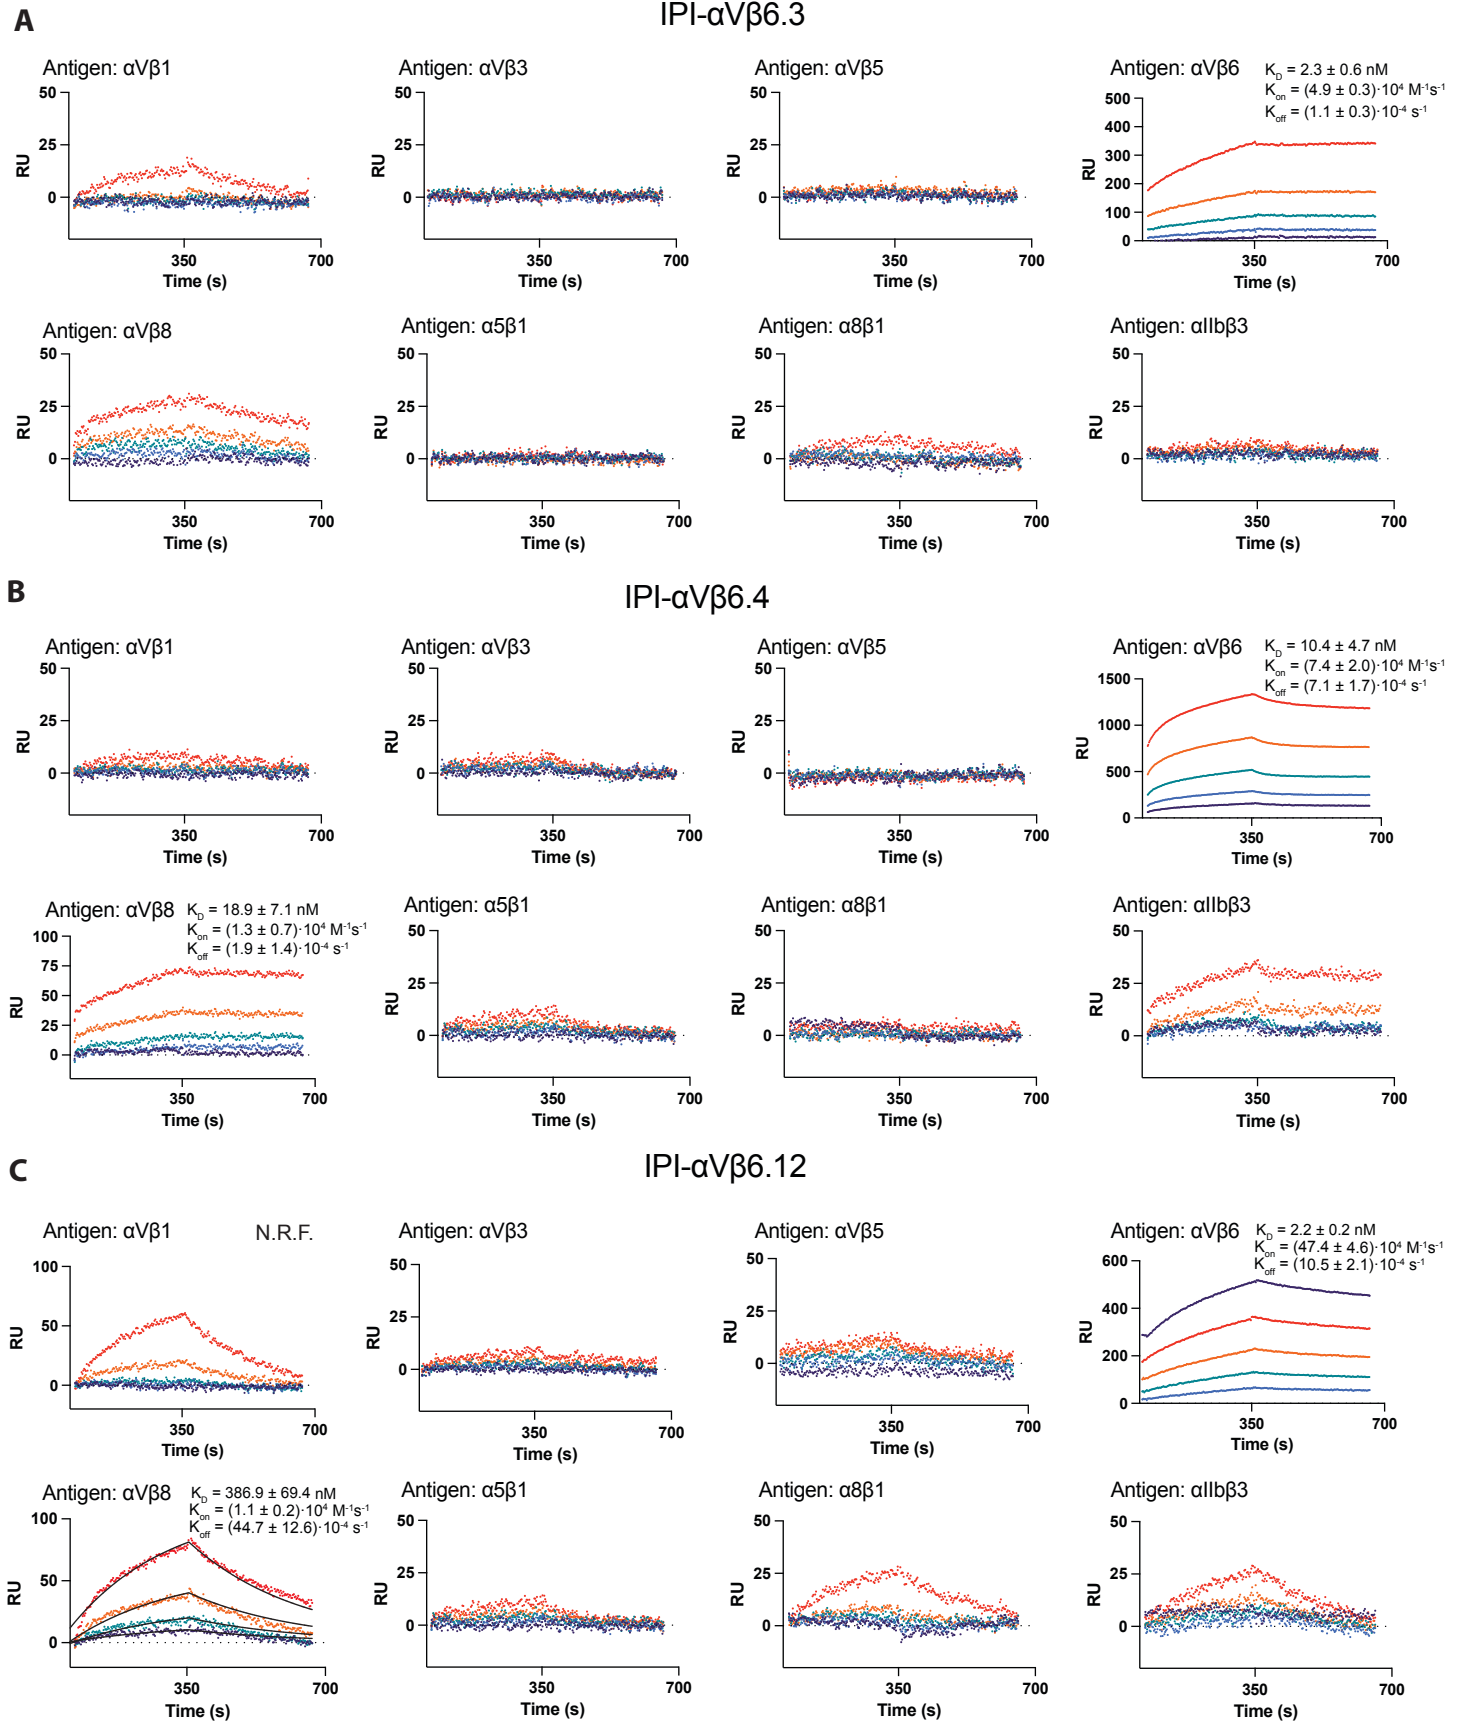 A
IPI-αVβ6.3
Antigen: αVβ1
50
25
0
RU
350
700
Time (s)
Antigen: αVβ3
50
25
0
RU
350
700
Time (s)
Antigen: αVβ5
50
25
0
RU
350
700
Time (s)
Antigen: αVβ6
K_D = 2.3 ± 0.6 nM
K_on = (4.9 ± 0.3)·10⁴ M⁻¹s⁻¹
K_off = (1.1 ± 0.3)·10⁻⁴ s⁻¹
500
400
300
200
100
0
RU
350
700
Time (s)
Antigen: αVβ8
50
25
0
RU
350
700
Time (s)
Antigen: α5β1
50
25
0
RU
350
700
Time (s)
Antigen: α8β1
50
25
0
RU
350
700
Time (s)
Antigen: αIIbβ3
50
25
0
RU
350
700
Time (s)
B
IPI-αVβ6.4
Antigen: αVβ1
50
25
0
RU
350
700
Time (s)
Antigen: αVβ3
50
25
0
RU
350
700
Time (s)
Antigen: αVβ5
50
25
0
RU
350
700
Time (s)
Antigen: αVβ6
K_D = 10.4 ± 4.7 nM
K_on = (7.4 ± 2.0)·10⁴ M⁻¹s⁻¹
K_off = (7.1 ± 1.7)·10⁻⁴ s⁻¹
1500
1000
500
0
RU
350
700
Time (s)
Antigen: αVβ8
K_D = 18.9 ± 7.1 nM
K_on = (1.3 ± 0.7)·10⁴ M⁻¹s⁻¹
K_off = (1.9 ± 1.4)·10⁻⁴ s⁻¹
100
75
50
25
0
RU
350
700
Time (s)
Antigen: α5β1
50
25
0
RU
350
700
Time (s)
Antigen: α8β1
50
25
0
RU
350
700
Time (s)
Antigen: αIIbβ3
50
25
0
RU
350
700
Time (s)
C
IPI-αVβ6.12
Antigen: αVβ1
N.R.F.
100
50
0
RU
350
700
Time (s)
Antigen: αVβ3
50
25
0
RU
350
700
Time (s)
Antigen: αVβ5
50
25
0
RU
350
700
Time (s)
Antigen: αVβ6
K_D = 2.2 ± 0.2 nM
K_on = (47.4 ± 4.6)·10⁴ M⁻¹s⁻¹
K_off = (10.5 ± 2.1)·10⁻⁴ s⁻¹
600
400
200
0
RU
350
700
Time (s)
Antigen: αVβ8
K_D = 386.9 ± 69.4 nM
K_on = (1.1 ± 0.2)·10⁴ M⁻¹s⁻¹
K_off = (44.7 ± 12.6)·10⁻⁴ s⁻¹
100
50
0
RU
350
700
Time (s)
Antigen: α5β1
50
25
0
RU
350
700
Time (s)
Antigen: α8β1
50
25
0
RU
350
700
Time (s)
Antigen: αIIbβ3
50
25
0
RU
350
700
Time (s)